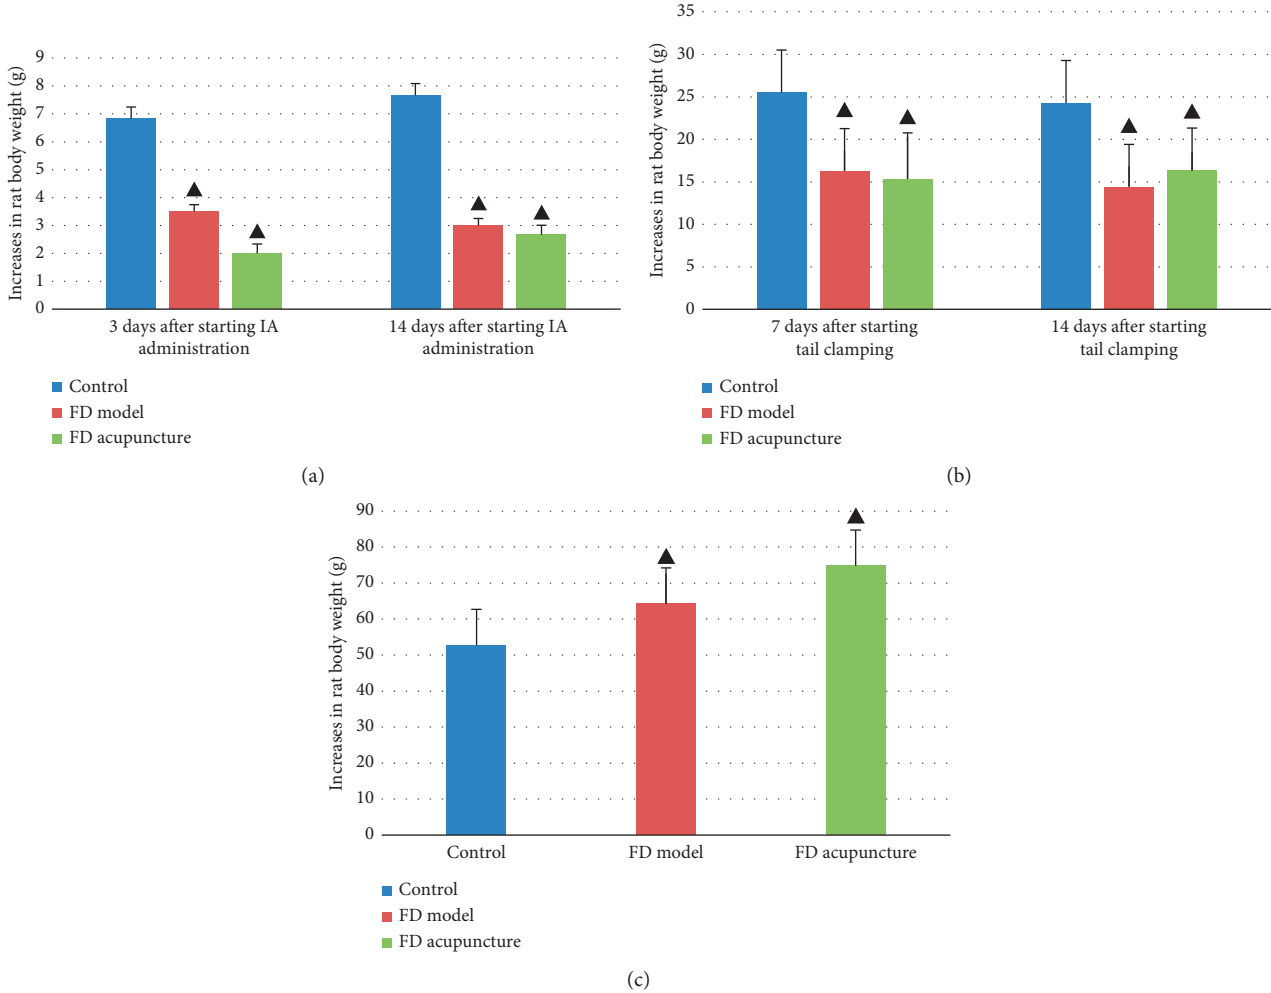 Increases in rat body weight (g)
9
8
7
6
5
4
3
2
1
0
3 days after starting IA
administration
14 days after starting IA
administration
Control
FD model
FD acupuncture
(a)
Increases in rat body weight (g)
35
30
25
20
15
10
5
0
7 days after starting
tail clamping
14 days after starting
tail clamping
Control
FD model
FD acupuncture
(b)
Increases in rat body weight (g)
90
80
70
60
50
40
30
20
10
0
Control
FD model
FD acupuncture
Control
FD model
FD acupuncture
(c)